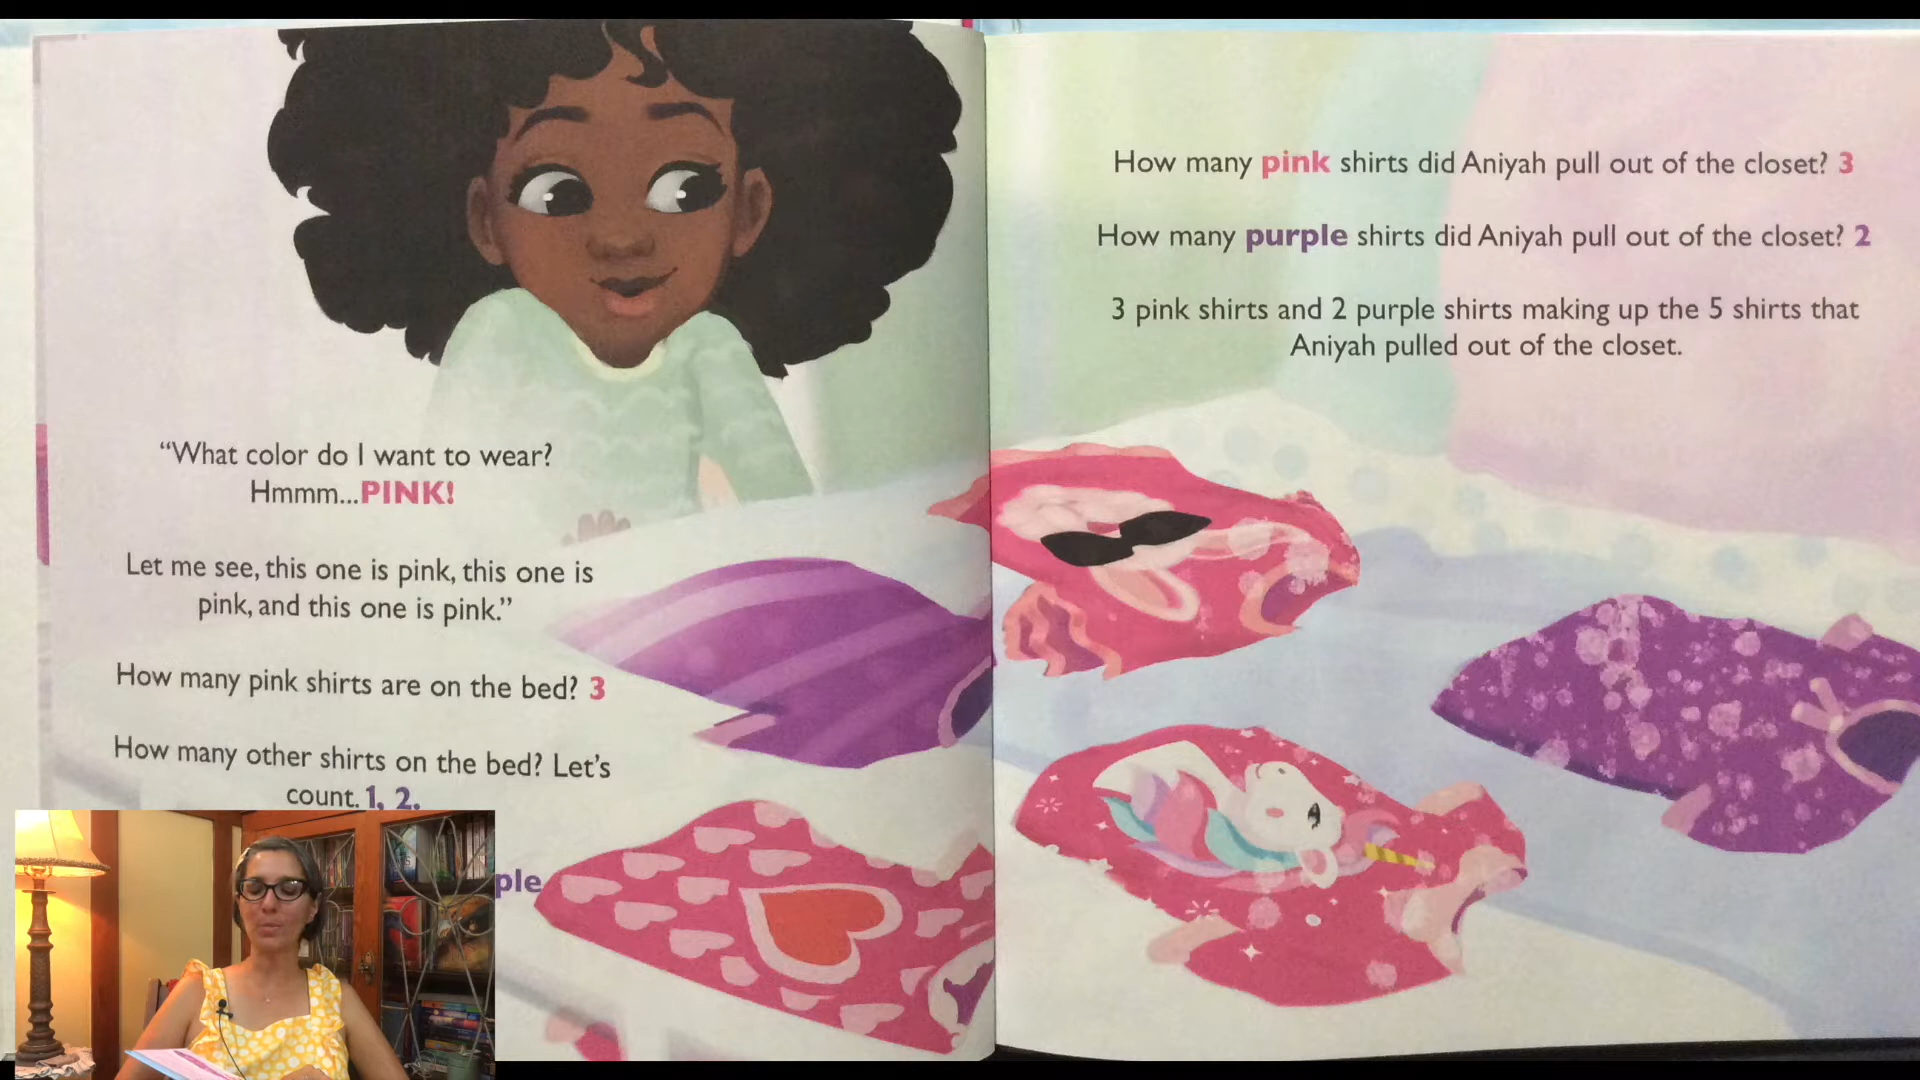 “What color do I want to wear?
Hmmm...PINK!
Let me see, this one is pink, this one is
pink, and this one is pink.”
How many pink shirts are on the bed? 3
How many other shirts on the bed? Let’s
count. 1, 2.
ple
How many pink shirts did Aniyah pull out of the closet? 3
How many purple shirts did Aniyah pull out of the closet? 2
3 pink shirts and 2 purple shirts making up the 5 shirts that
Aniyah pulled out of the closet.